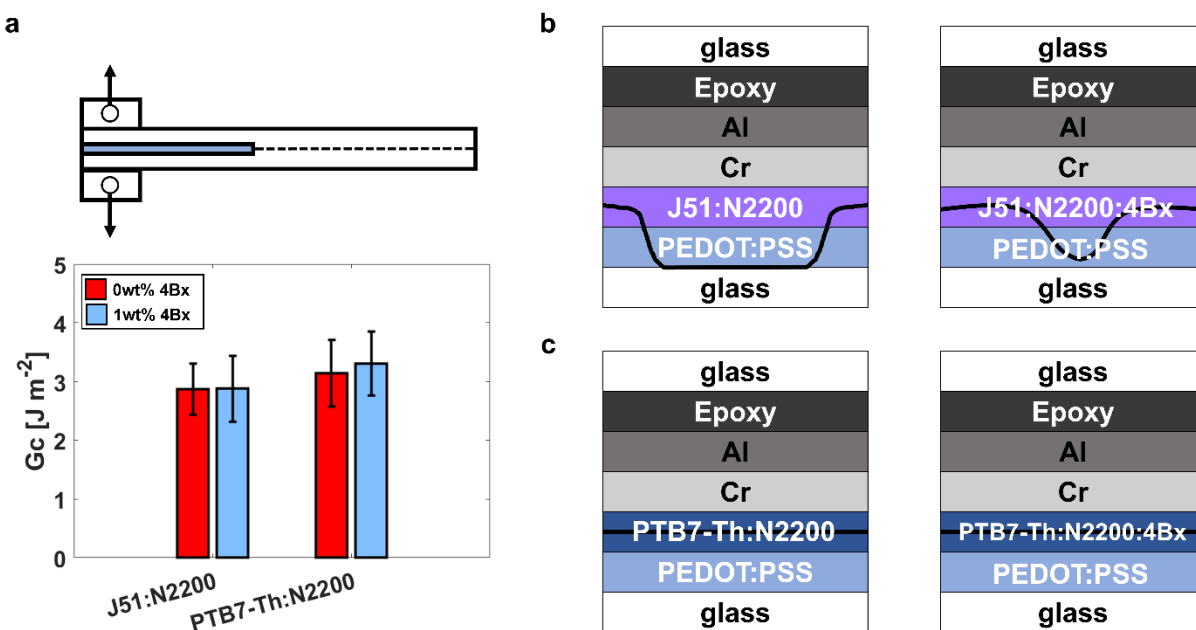 a
Gc [J m-2]
5
4
3
2
1
0
0wt% 4Bx
1wt% 4Bx
J51:N2200
PTB7-Th:N2200
b
glass
Epoxy
Al
Cr
J51:N2200
PEDOT:PSS
glass
glass
Epoxy
Al
Cr
J51:N2200:4Bx
PEDOT:PSS
glass
c
glass
Epoxy
Al
Cr
PTB7-Th:N2200
PEDOT:PSS
glass
glass
Epoxy
Al
Cr
PTB7-Th:N2200:4Bx
PEDOT:PSS
glass